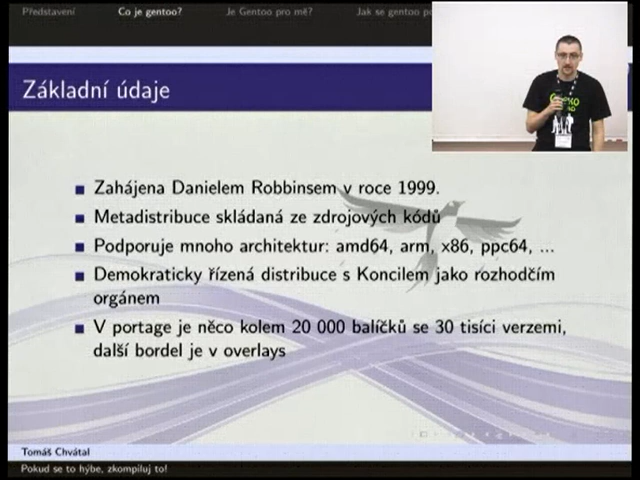 Představení Co je gentoo? Je Gentoo pro mě? Jak se gentoo
Základní údaje
Zahájena Danielem Robbinsem v roce 1999.
Metadistribuce skládaná ze zdrojových kódů
Podporuje mnoho architektur: amd64, arm, x86, ppc64, ...
Demokraticky řízená distribuce s Koncilem jako rozhodčím
orgánem
V portage je něco kolem 20 000 balíčků se 30 tisíci verzemi,
další bordel je v overlays
Tomáš Chvátal
Pokud se to hýbe, zkompiluj to!